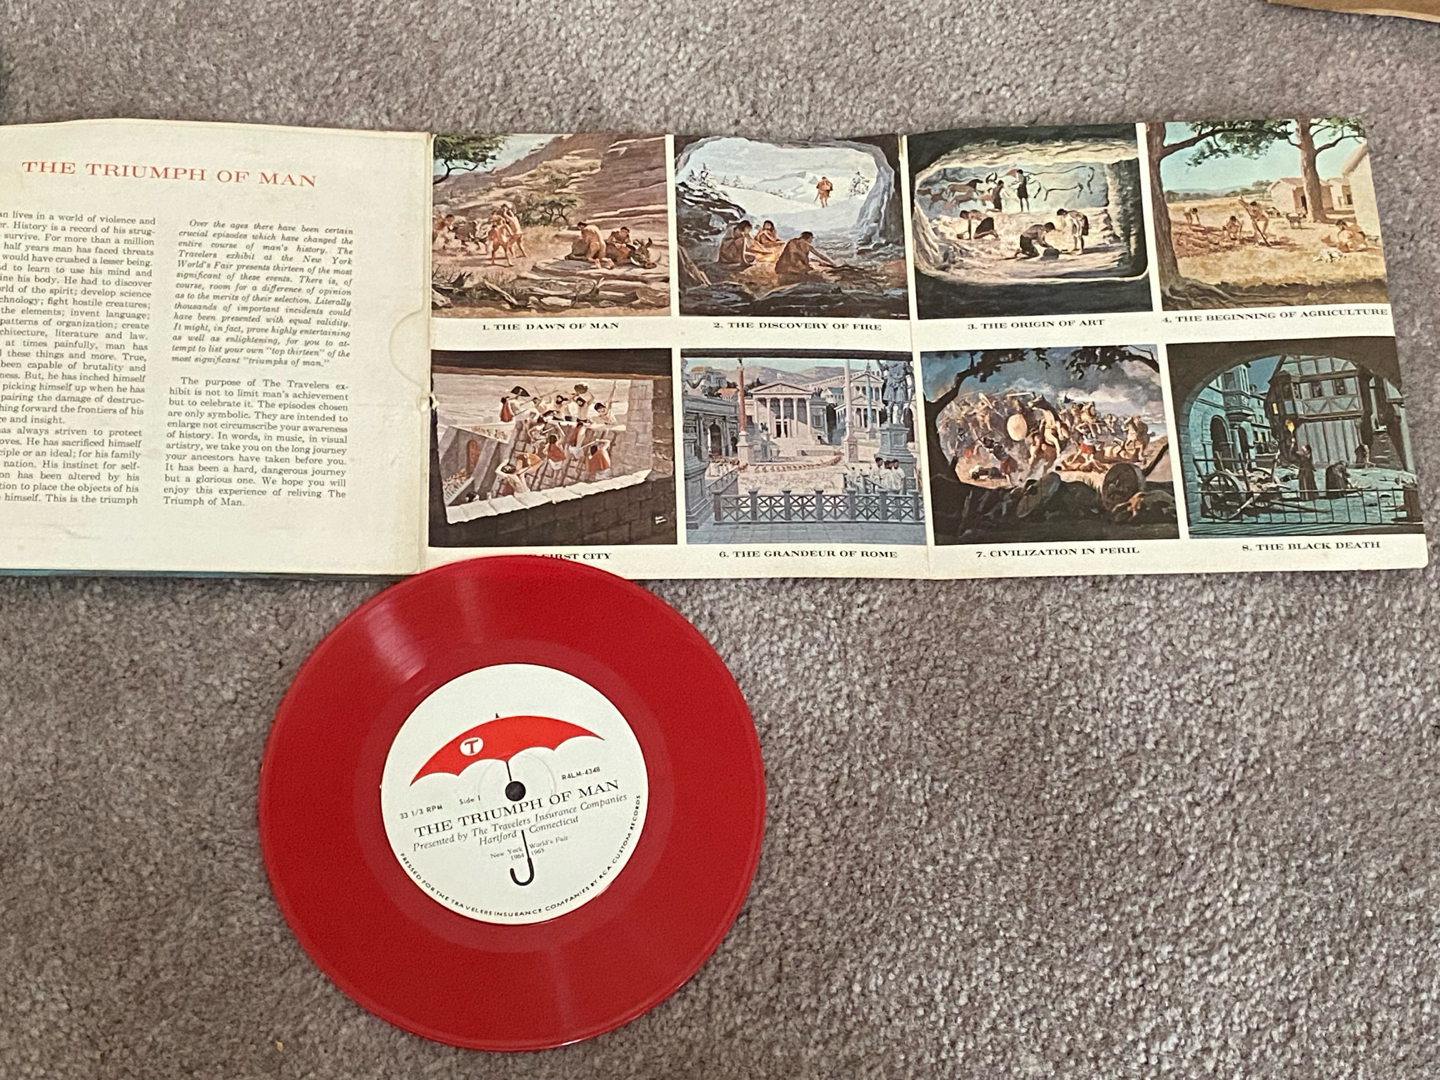 THE TRIUMPH OF MAN
lives in a world of violence and
History is a record of his strug-
survive. For more than a million
half years man has faced threats
would have crushed a lesser being.
to learn to use his mind and
his body. He had to discover
of the spirit; develop science
fight hostile creatures;
the elements; invent language;
patterns of organization; create
literature and law.
at times painfully, man has
these things and more. True,
been capable of brutality and
But, he has inched himself
picking himself up when he has
the damage of destruc-
forward the frontiers of his
and insight.
always striven to protect
He has sacrificed himself
or an ideal; for his family
nation. His instinct for self-
has been altered by his
to place the objects of his
himself. This is the triumph
Over the ages there have been certain
crucial episodes which have changed the
entire course of man's history. The
Travelers exhibit at the New York
World's Fair presents thirteen of the most
significant of these events. There is, of
course, room for a difference of opinion
as to the merits of their selection. Literally
thousands of important incidents could
have been presented with equal validity.
It might, in fact, prove highly entertaining
as well as enlightening, for you to at-
tempt to list your own "top thirteen" of the
most significant "triumphs of man."
The purpose of The Travelers ex-
hibit is not to limit man's achievement
but to celebrate it. The episodes chosen
are only symbolic. They are intended to
enlarge not circumscribe your awareness
of history. In words, in music, in visual
artistry, we take you on the long journey
your ancestors have taken before you.
It has been a hard, dangerous journey
but a glorious one. We hope you will
enjoy this experience of reliving The
Triumph of Man.
1. THE DAWN OF MAN
2. THE DISCOVERY OF FIRE
3. THE ORIGIN OF ART
4. THE BEGINNING OF AGRICULTURE
FIRST CITY
6. THE GRANDEUR OF ROME
7. CIVILIZATION IN PERIL
8. THE BLACK DEATH
T
33 1/3 RPM Side 1 R4LM-4348
THE TRIUMPH OF MAN
Presented by The Travelers Insurance Companies
Hartford Connecticut
New York World's Fair
1964 1965
PRESSED FOR THE TRAVELERS INSURANCE COMPANIES BY RCA CUSTOM RECORDS